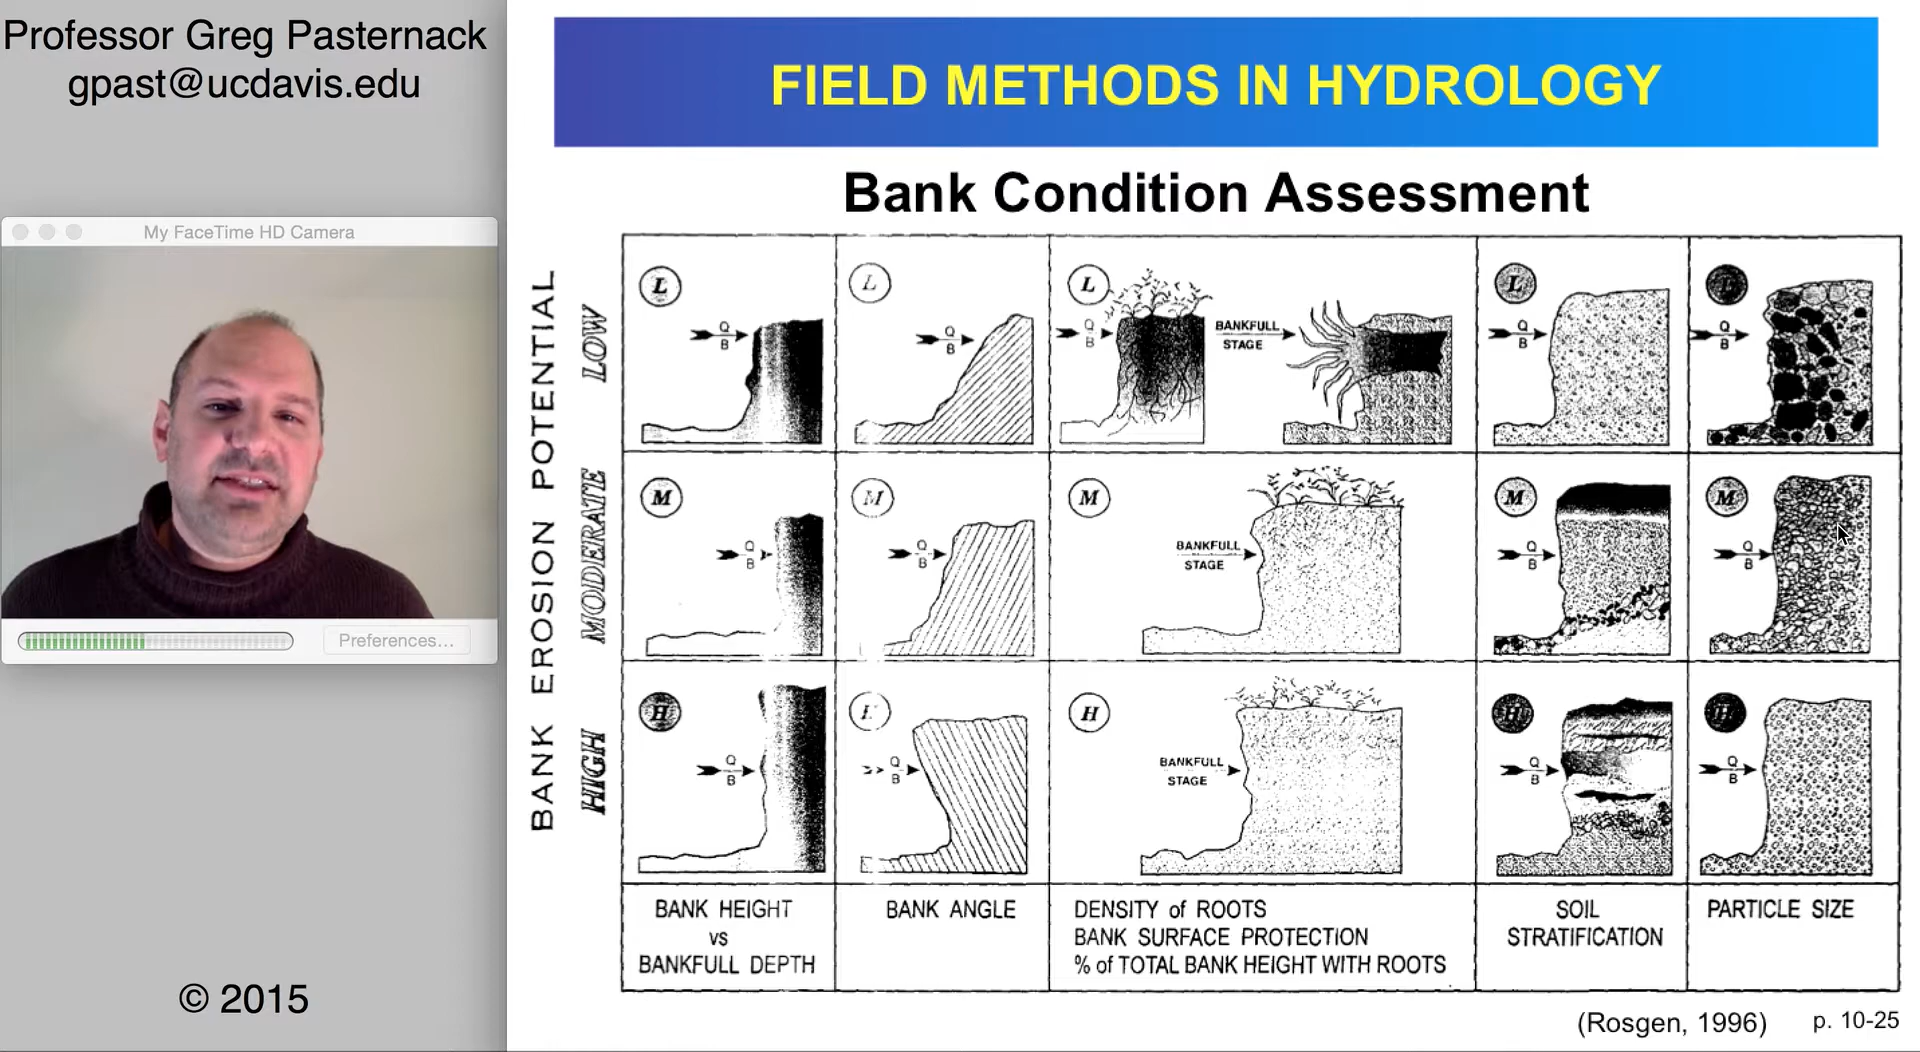 Professor Greg Pasternack
gpast@ucdavis.edu
My FaceTime HD Camera
Preferences...
© 2015
FIELD METHODS IN HYDROLOGY
Bank Condition Assessment
BANK EROSION POTENTIAL
LOW
L
Q
B
L
Q
B
L
Q
B
BANKFULL
STAGE
L
Q
B
L
Q
B
MODERATE
M
Q
B
M
Q
B
M
BANKFULL
STAGE
M
Q
B
M
Q
B
HIGH
H
Q
B
H
Q
B
H
BANKFULL
STAGE
H
Q
B
H
Q
B
BANK HEIGHT
vs
BANKFULL DEPTH
BANK ANGLE
DENSITY of ROOTS
BANK SURFACE PROTECTION
% of TOTAL BANK HEIGHT WITH ROOTS
SOIL
STRATIFICATION
PARTICLE SIZE
(Rosgen, 1996)
p. 10-25